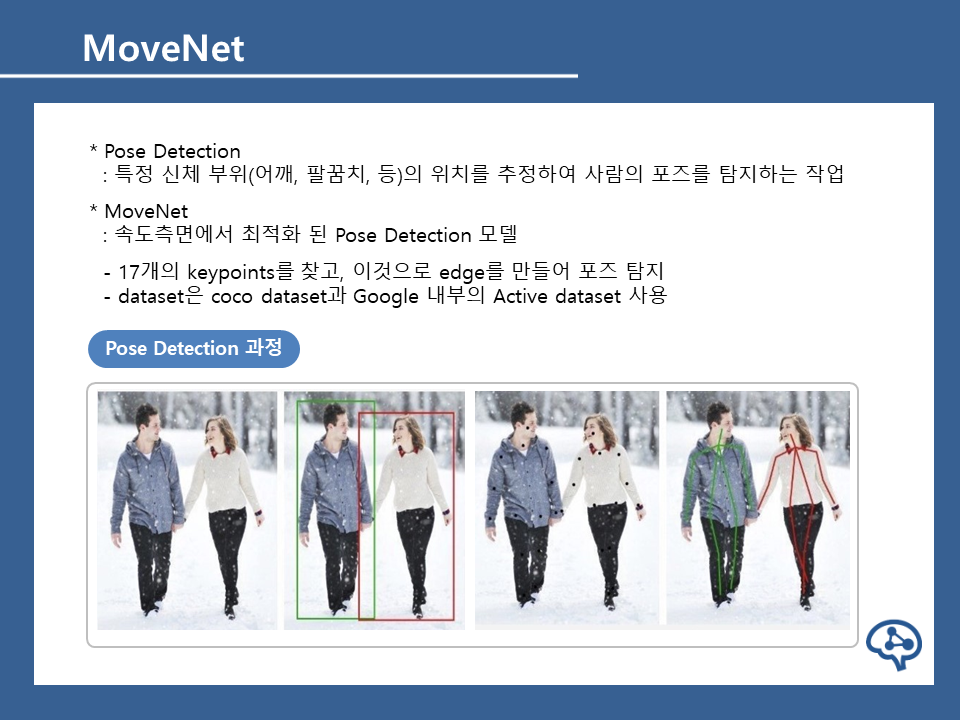 MoveNet
* Pose Detection
: 특정 신체 부위(어깨, 팔꿈치, 등)의 위치를 추정하여 사람의 포즈를 탐지하는 작업
* MoveNet
: 속도측면에서 최적화 된 Pose Detection 모델
- 17개의 keypoints를 찾고, 이것으로 edge를 만들어 포즈 탐지
- dataset은 coco dataset과 Google 내부의 Active dataset 사용
Pose Detection 과정